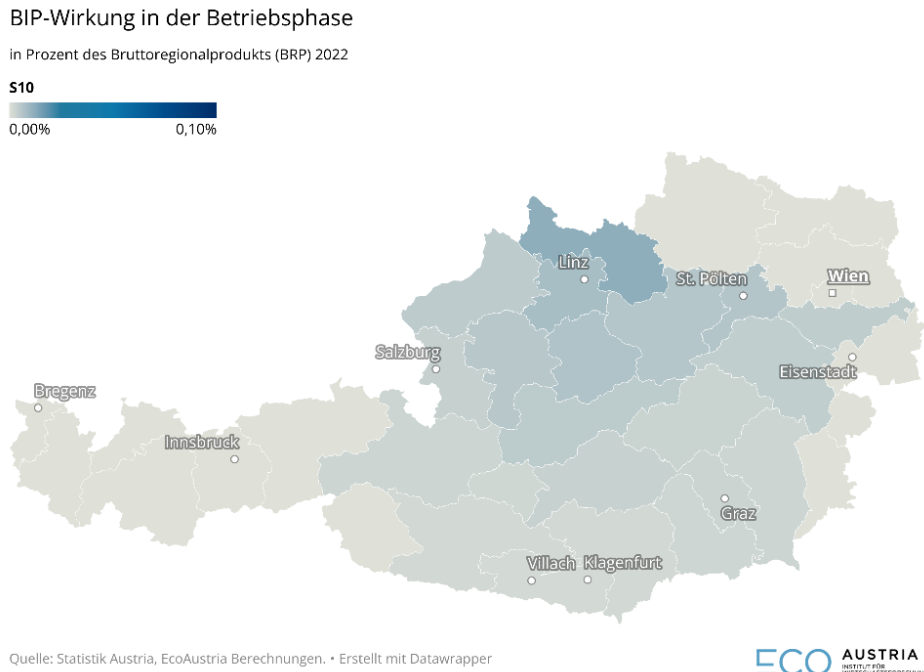 BIP-Wirkung in der Betriebsphase
in Prozent des Bruttoregionalprodukts (BRP) 2022
S10
0,00% 0,10%
Linz
St. Pölten
Wien
Salzburg
Eisenstadt
Bregenz
Innsbruck
Graz
Villach
Klagenfurt
Quelle: Statistik Austria, EcoAustria Berechnungen. • Erstellt mit Datawrapper
ECO AUSTRIA
INSTITUT FÜR